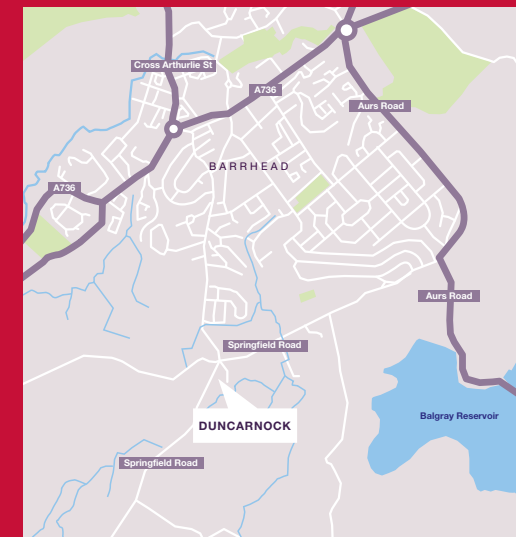 Cross Arthurlie St
A736
Aurs Road
BARRHEAD
A736
Aurs Road
Springfield Road
Balgray Reservoir
DUNCARNOCK
Springfield Road